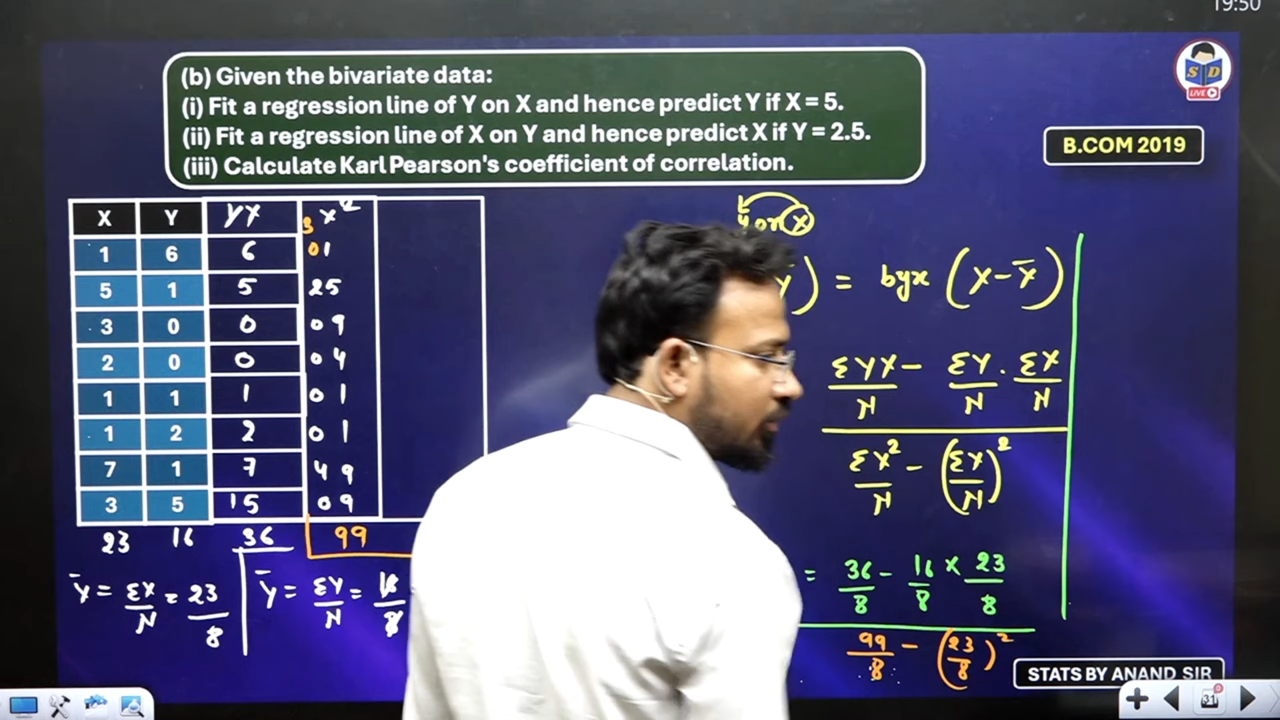 19:50
(b) Given the bivariate data:
(i) Fit a regression line of Y on X and hence predict Y if X = 5.
(ii) Fit a regression line of X on Y and hence predict X if Y = 2.5.
(iii) Calculate Karl Pearson's coefficient of correlation.
S D
LIVE
B.COM 2019
X Y YX X²
1 6 6 01
5 1 5 25
3 0 0 09
2 0 0 04
1 1 1 01
1 2 2 01
7 1 7 49
3 5 15 09
23 16 36 99
X̄ = ΣX/N = 23/8
Ȳ = ΣY/N = 16/8
Y on X
Ȳ) = byx (X-X̄)
ΣYX/N - ΣY/N . ΣX/N
ΣX²/N - (ΣX/N)²
= 36/8 - 16/8 × 23/8
99/8 - (23/8)²
STATS BY ANAND SIR
31